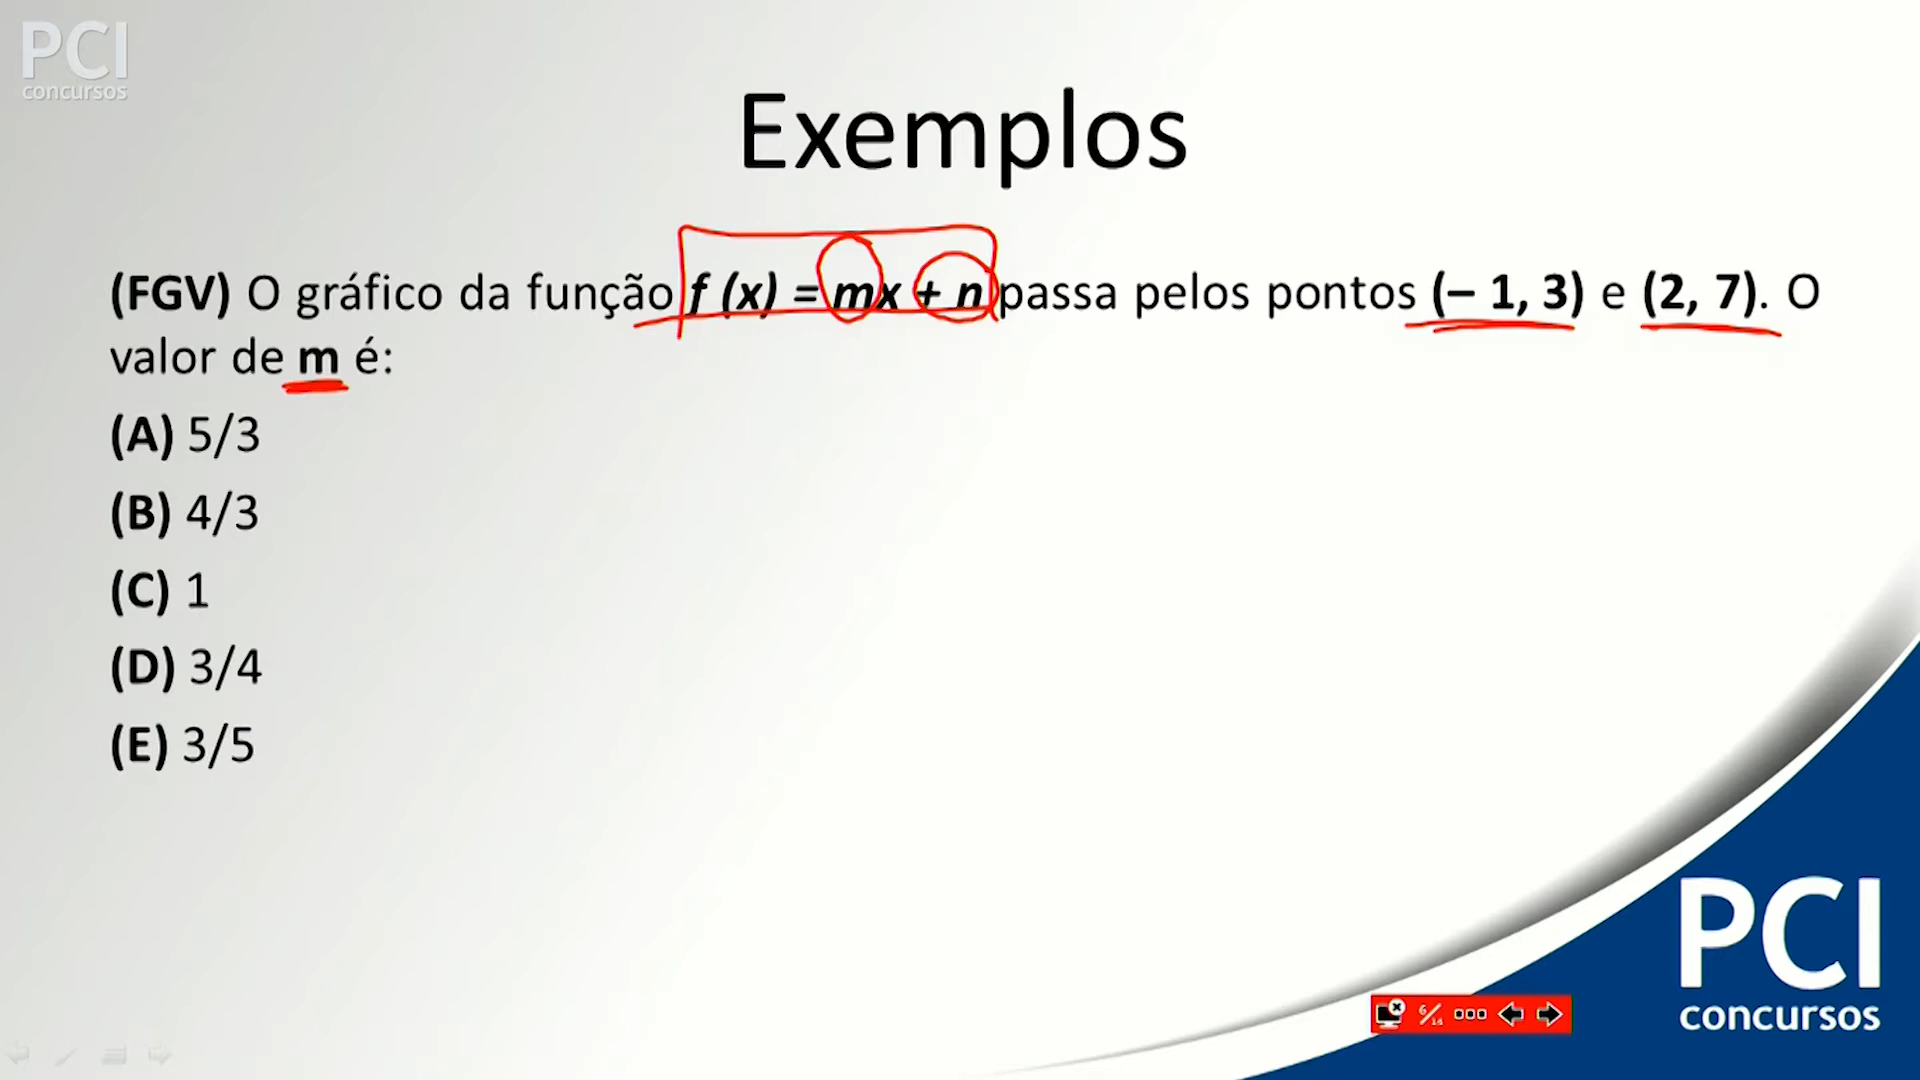 PCI
concursos
Exemplos
(FGV) O gráfico da função f (x) = mx + n passa pelos pontos (– 1, 3) e (2, 7). O
valor de m é:
(A) 5/3
(B) 4/3
(C) 1
(D) 3/4
(E) 3/5
PCI
concursos